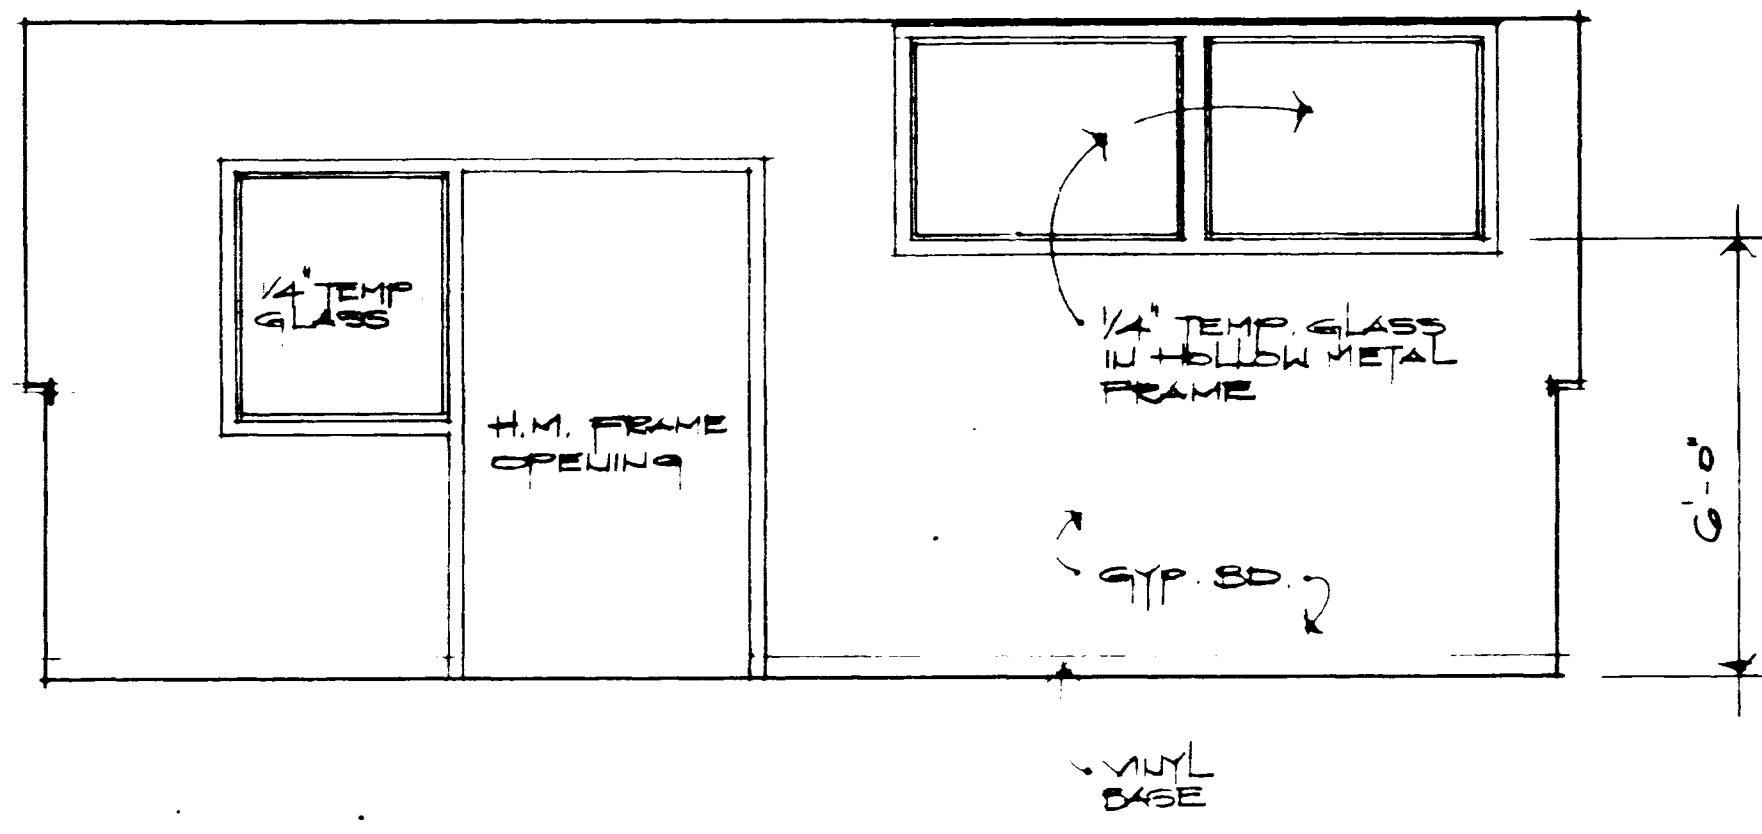 1/4" TEMP
GLASS
H.M. FRAME
OPENING
1/4" TEMP. GLASS
IN HOLLOW METAL
FRAME
6'-0"
GYP. BD.
VINYL
BASE